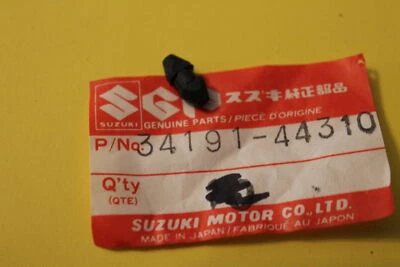 スズキ純正部品
SUZUKI GENUINE PARTS / PIECE D'ORIGINE
P/No. 34191-44310
Q'ty
(QTE)
SUZUKI MOTOR CO., LTD.
MADE IN JAPAN / FABRIQUE AU JAPON